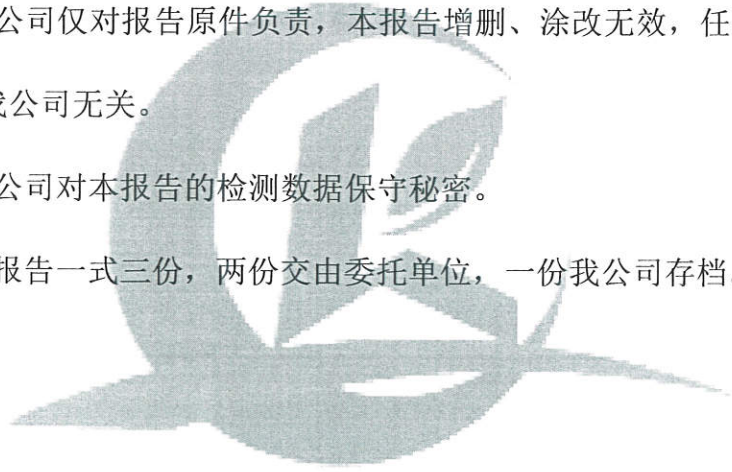 公司仅对报告原件负责，本报告增删、涂改无效，任
公司无关。
公司对本报告的检测数据保守秘密。
报告一式三份，两份交由委托单位，一份我公司存档